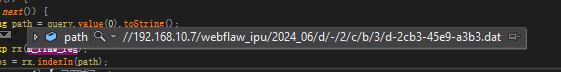 next()) {
ng path = query.value(0).toString();
path //192.168.10.7/webflaw_ipu/2024_06/d/-/2/c/b/3/d-2cb3-45e9-a3b3.dat
xp rx(m_flaw_reg);
os = rx.indexIn(path);